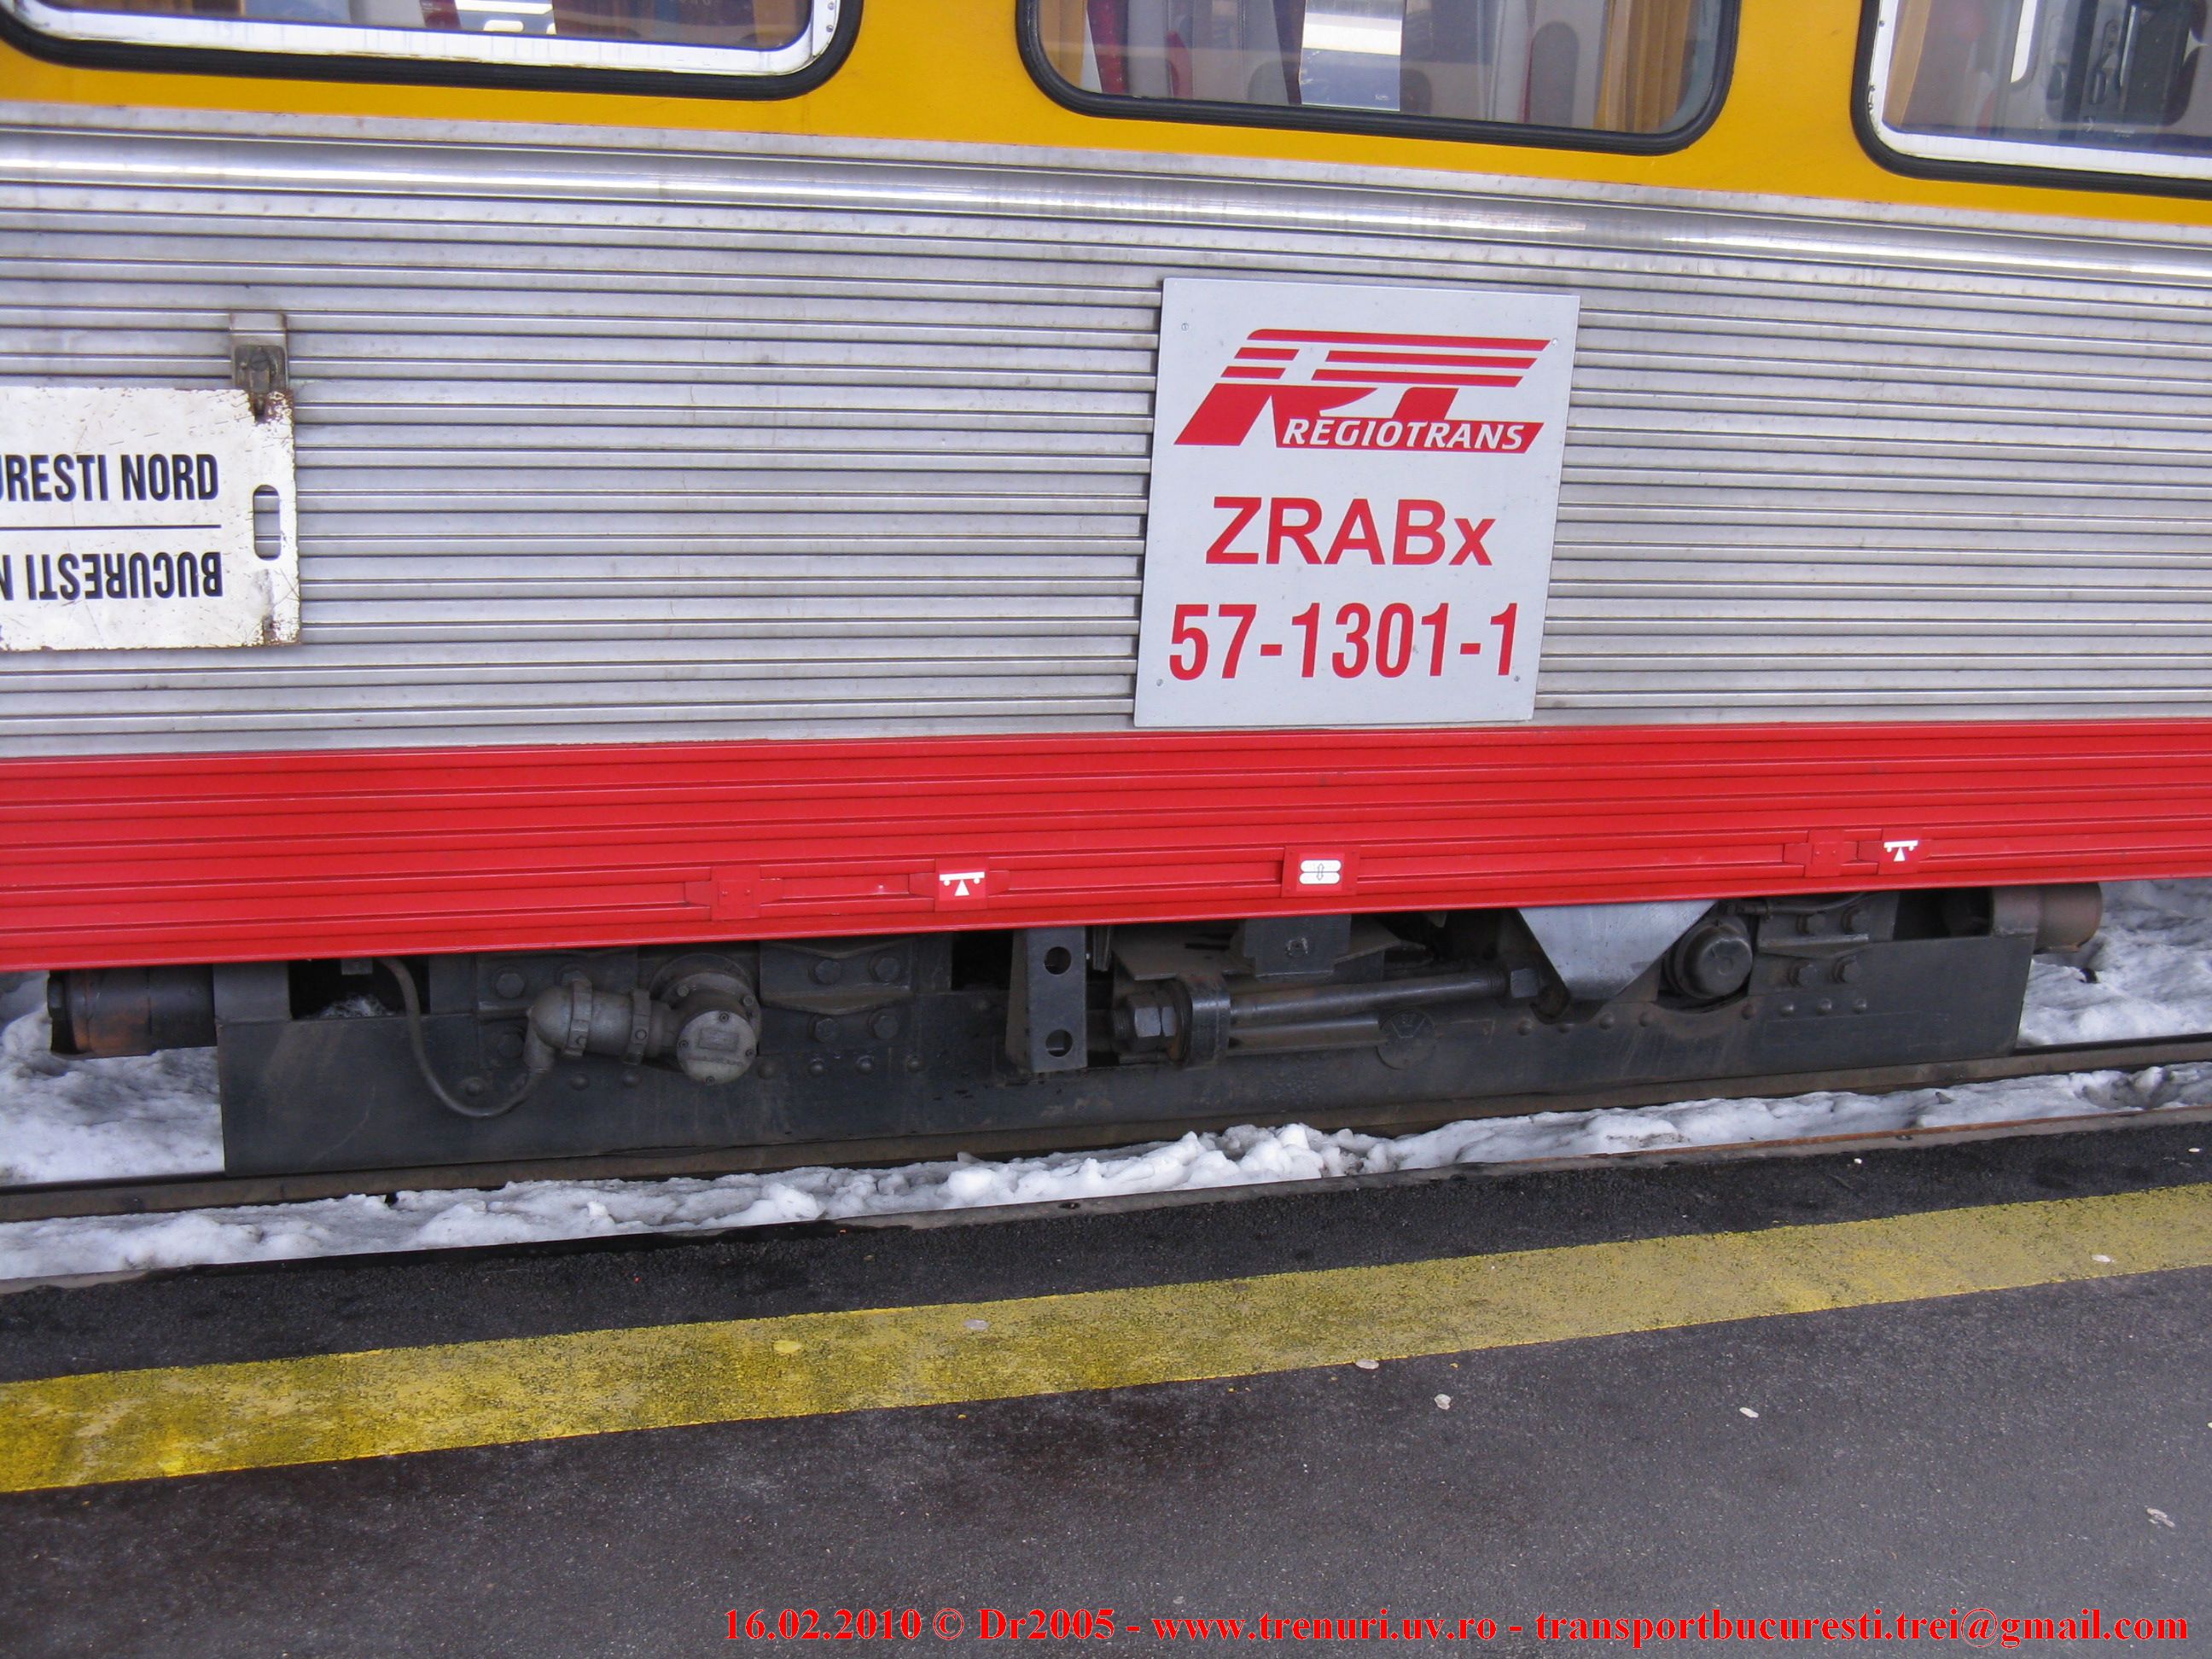 REGIOTRANS
ZRABx
57-1301-1
URESTI NORD
BUCURESTI N
16.02.2010 © Dr2005 - www.trenuri.uv.ro - transportbucuresti.trei@gmail.com